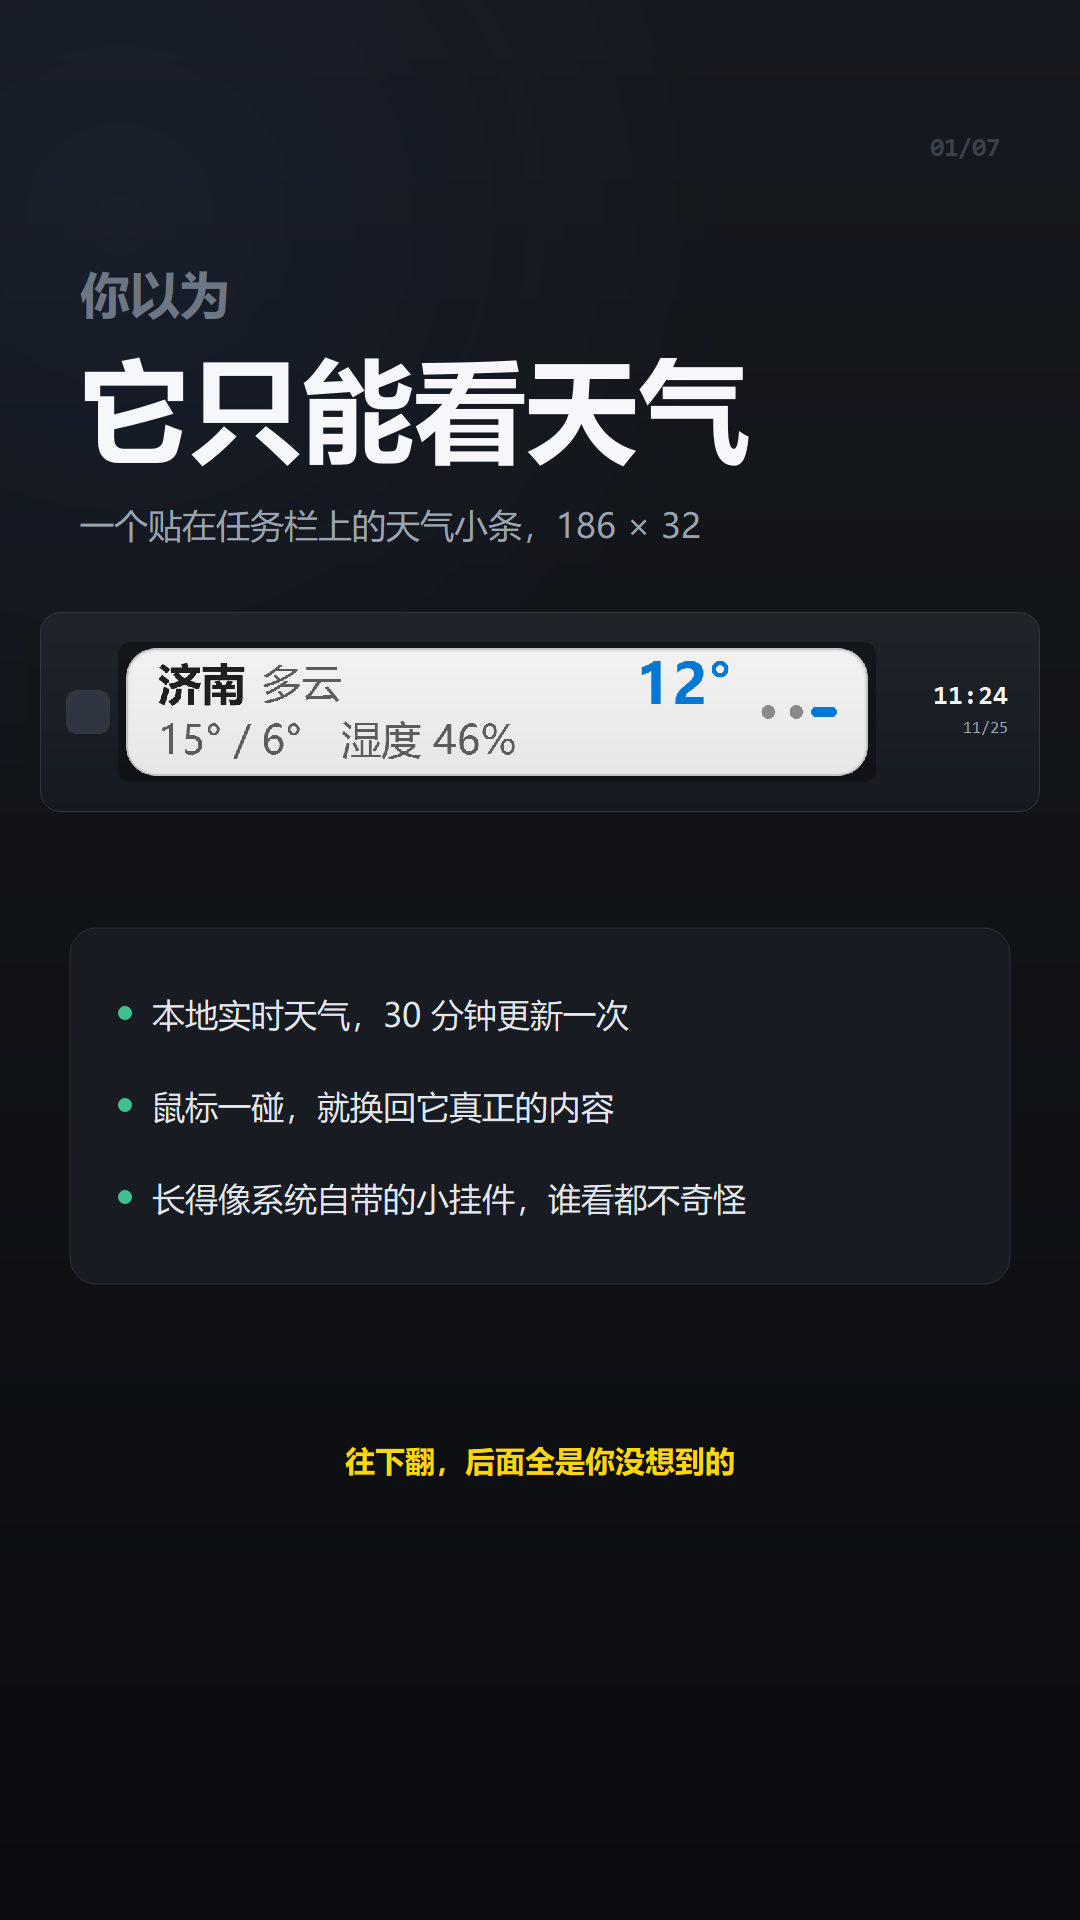 01/07
你以为
它只能看天气
一个贴在任务栏上的天气小条，186 × 32
济南 多云 12°
15° / 6° 湿度 46%
11:24
11/25
本地实时天气，30 分钟更新一次
鼠标一碰，就换回它真正的内容
长得像系统自带的小挂件，谁看都不奇怪
往下翻，后面全是你没想到的